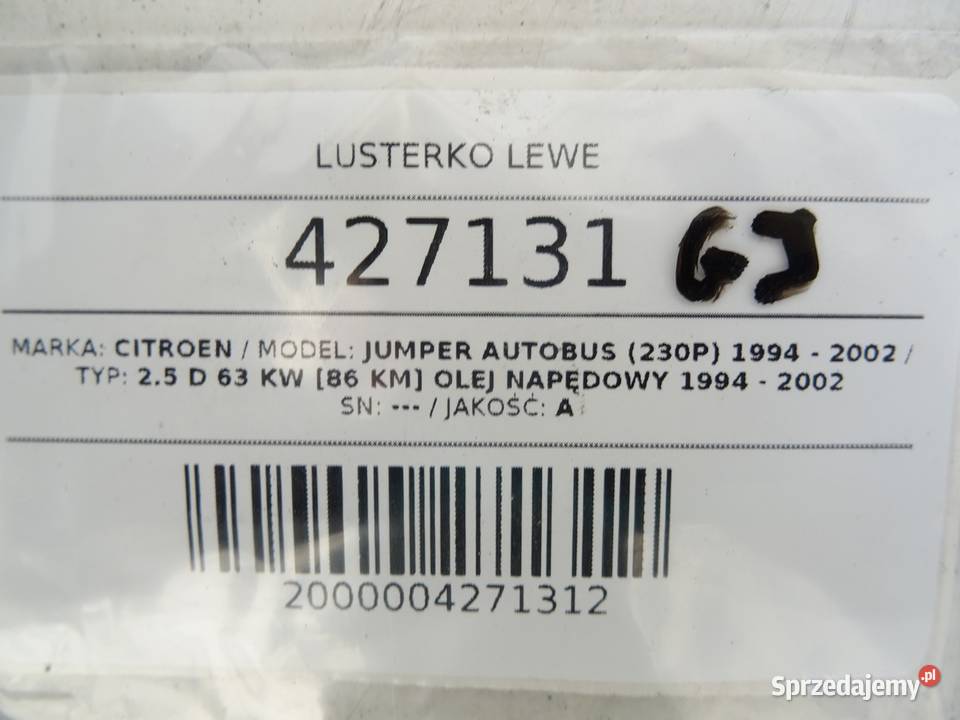 LUSTERKO LEWE
427131 GJ
MARKA: CITROEN / MODEL: JUMPER AUTOBUS (230P) 1994 - 2002 /
TYP: 2.5 D 63 KW [86 KM] OLEJ NAPĘDOWY 1994 - 2002
SN: --- / JAKOŚĆ: A
2000004271312
Sprzedajemy.pl